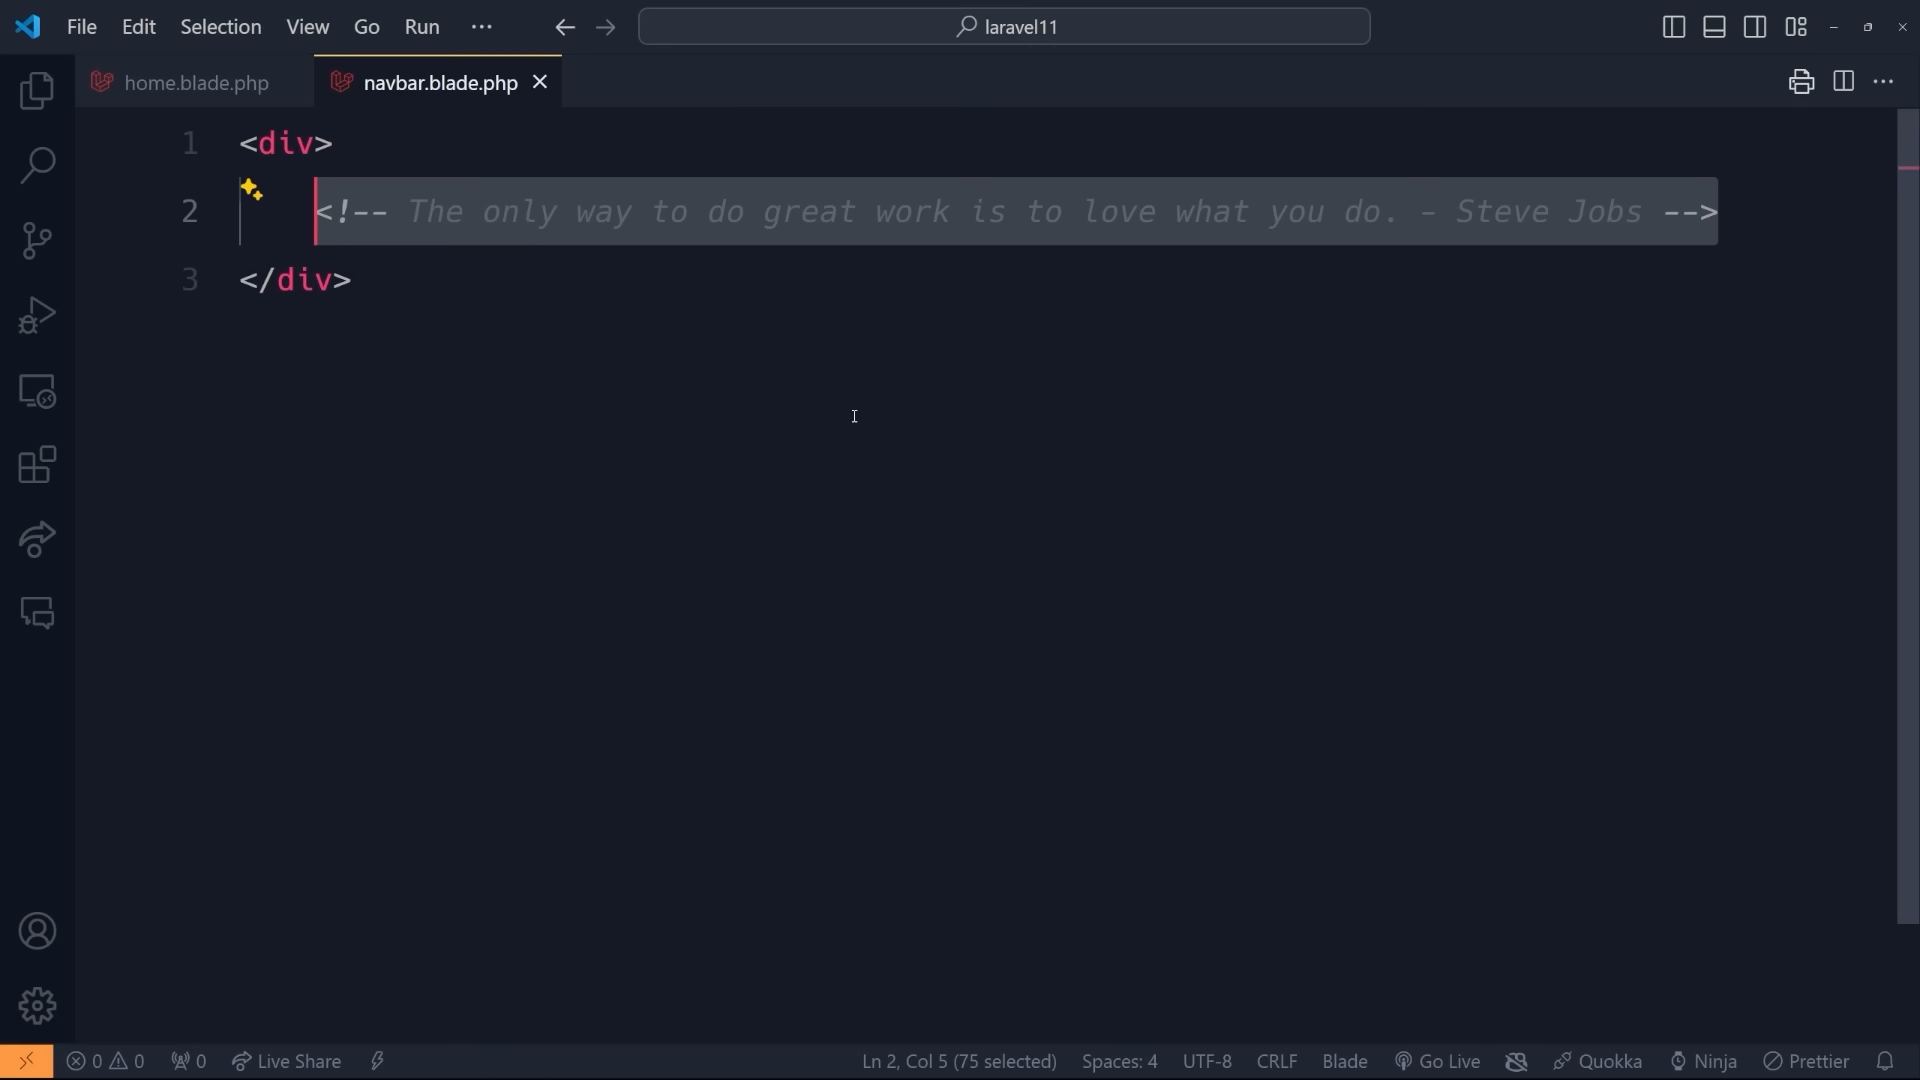 File Edit Selection View Go Run ··· laravel11
home.blade.php navbar.blade.php
1 <div>
2 <!-- The only way to do great work is to love what you do. - Steve Jobs -->
3 </div>
0 0 0 Live Share Ln 2, Col 5 (75 selected) Spaces: 4 UTF-8 CRLF Blade Go Live Quokka Ninja Prettier